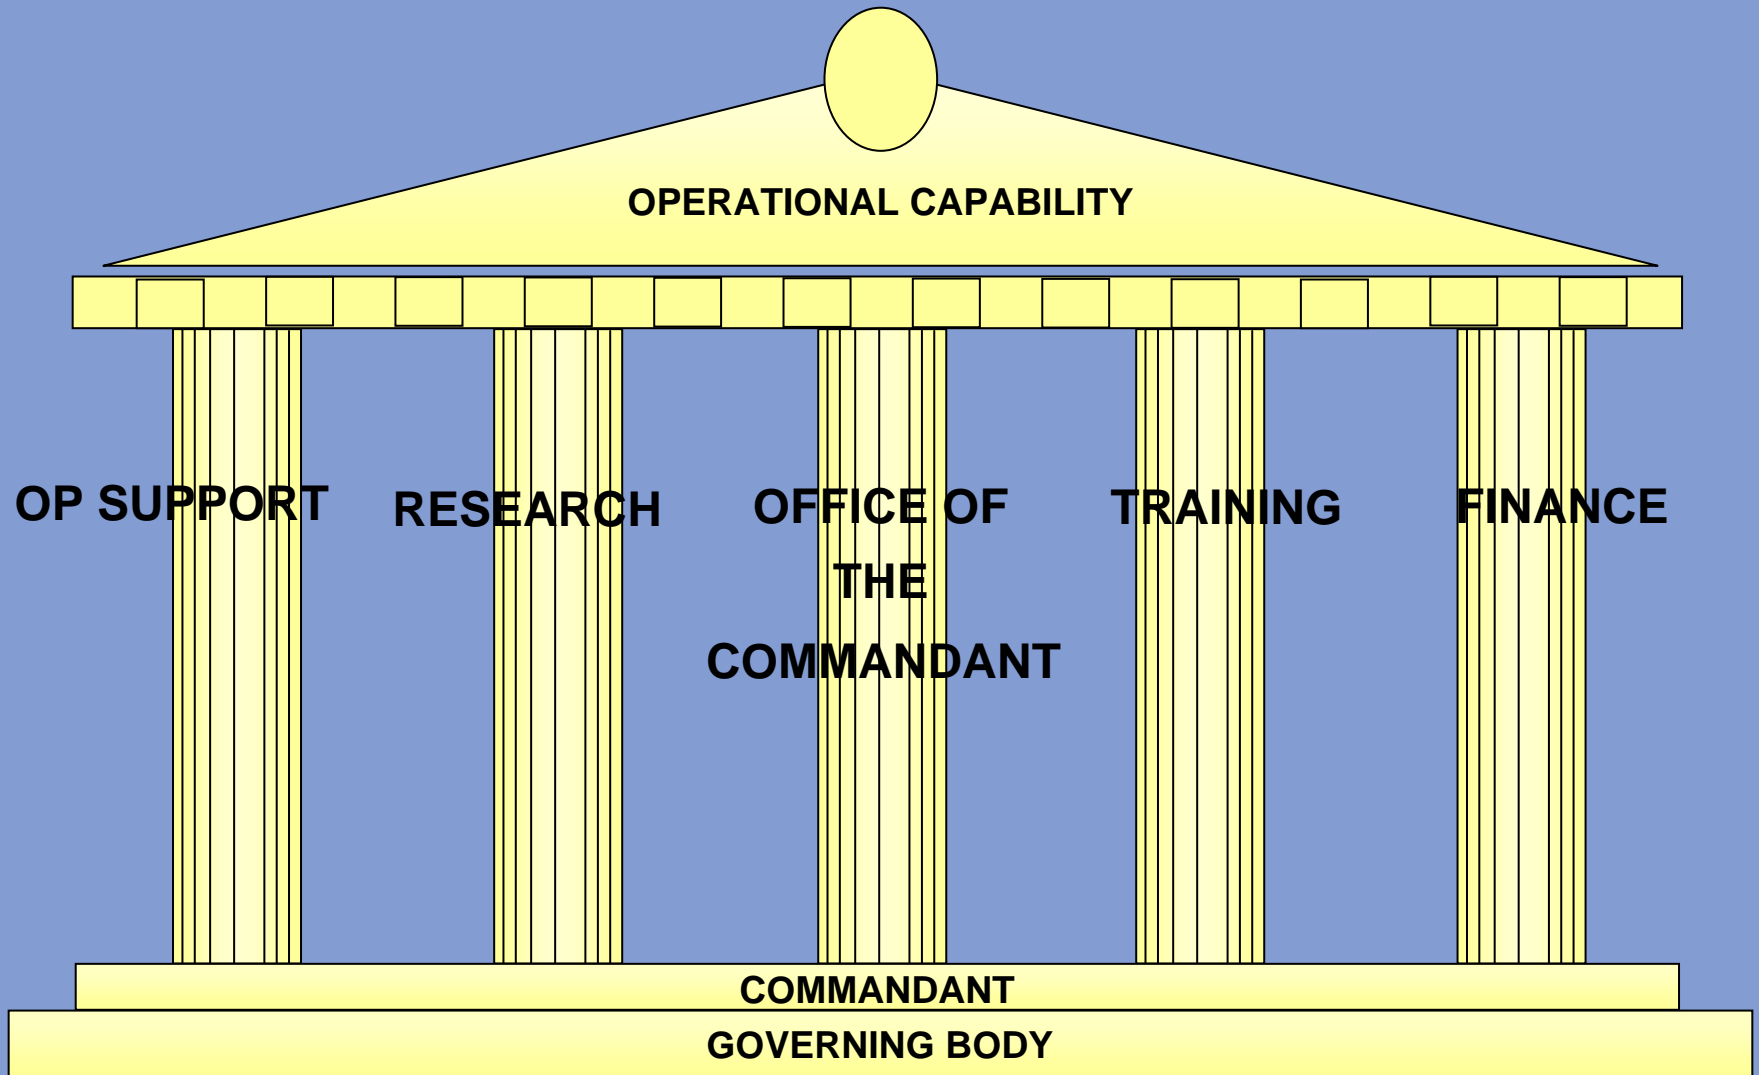 OPERATIONAL CAPABILITY
OP SUPPORT
RESEARCH
OFFICE OF
THE
COMMANDANT
TRAINING
FINANCE
COMMANDANT
GOVERNING BODY